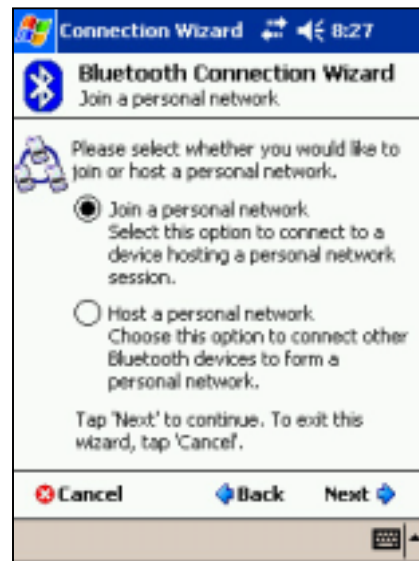 Connection Wizard 8:27
Bluetooth Connection Wizard
Join a personal network
Please select whether you would like to
join or host a personal network.
Join a personal network
Select this option to connect to a
device hosting a personal network
session.
Host a personal network
Choose this option to connect other
Bluetooth devices to form a
personal network.
Tap 'Next' to continue. To exit this
wizard, tap 'Cancel'.
Cancel Back Next